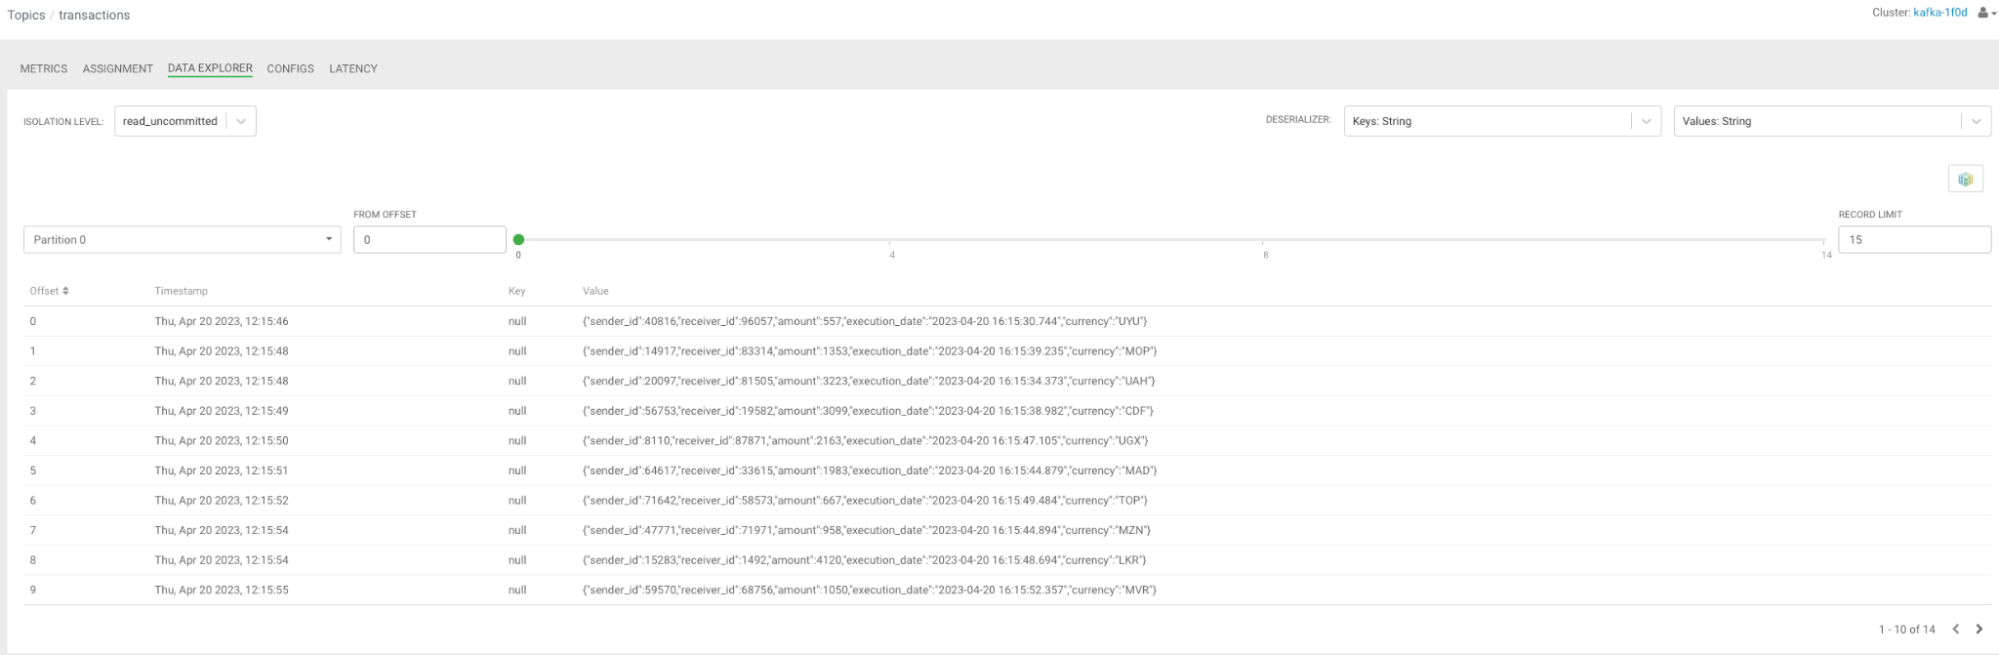 Topics / transactions
Cluster: kafka-1f0d
METRICS ASSIGNMENT DATA EXPLORER CONFIGS LATENCY
ISOLATION LEVEL: read_uncommitted DESERIALIZER: Keys: String Values: String
FROM OFFSET RECORD LIMIT
Partition 0 0 15
0 4 8 14
Offset Timestamp Key Value
0 Thu, Apr 20 2023, 12:15:46 null {"sender_id":40816,"receiver_id":96057,"amount":557,"execution_date":"2023-04-20 16:15:30.744","currency":"UYU"}
1 Thu, Apr 20 2023, 12:15:48 null {"sender_id":14917,"receiver_id":83314,"amount":1353,"execution_date":"2023-04-20 16:15:39.235","currency":"MOP"}
2 Thu, Apr 20 2023, 12:15:48 null {"sender_id":20097,"receiver_id":81505,"amount":3223,"execution_date":"2023-04-20 16:15:34.373","currency":"UAH"}
3 Thu, Apr 20 2023, 12:15:49 null {"sender_id":56753,"receiver_id":19582,"amount":3099,"execution_date":"2023-04-20 16:15:38.982","currency":"CDF"}
4 Thu, Apr 20 2023, 12:15:50 null {"sender_id":8110,"receiver_id":87871,"amount":2163,"execution_date":"2023-04-20 16:15:47.105","currency":"UGX"}
5 Thu, Apr 20 2023, 12:15:51 null {"sender_id":64617,"receiver_id":33615,"amount":1983,"execution_date":"2023-04-20 16:15:44.879","currency":"MAD"}
6 Thu, Apr 20 2023, 12:15:52 null {"sender_id":71642,"receiver_id":58573,"amount":667,"execution_date":"2023-04-20 16:15:49.484","currency":"TOP"}
7 Thu, Apr 20 2023, 12:15:54 null {"sender_id":47771,"receiver_id":71971,"amount":958,"execution_date":"2023-04-20 16:15:44.894","currency":"MZN"}
8 Thu, Apr 20 2023, 12:15:54 null {"sender_id":15283,"receiver_id":1492,"amount":4120,"execution_date":"2023-04-20 16:15:48.694","currency":"LKR"}
9 Thu, Apr 20 2023, 12:15:55 null {"sender_id":59570,"receiver_id":68756,"amount":1050,"execution_date":"2023-04-20 16:15:52.357","currency":"MVR"}
1 - 10 of 14